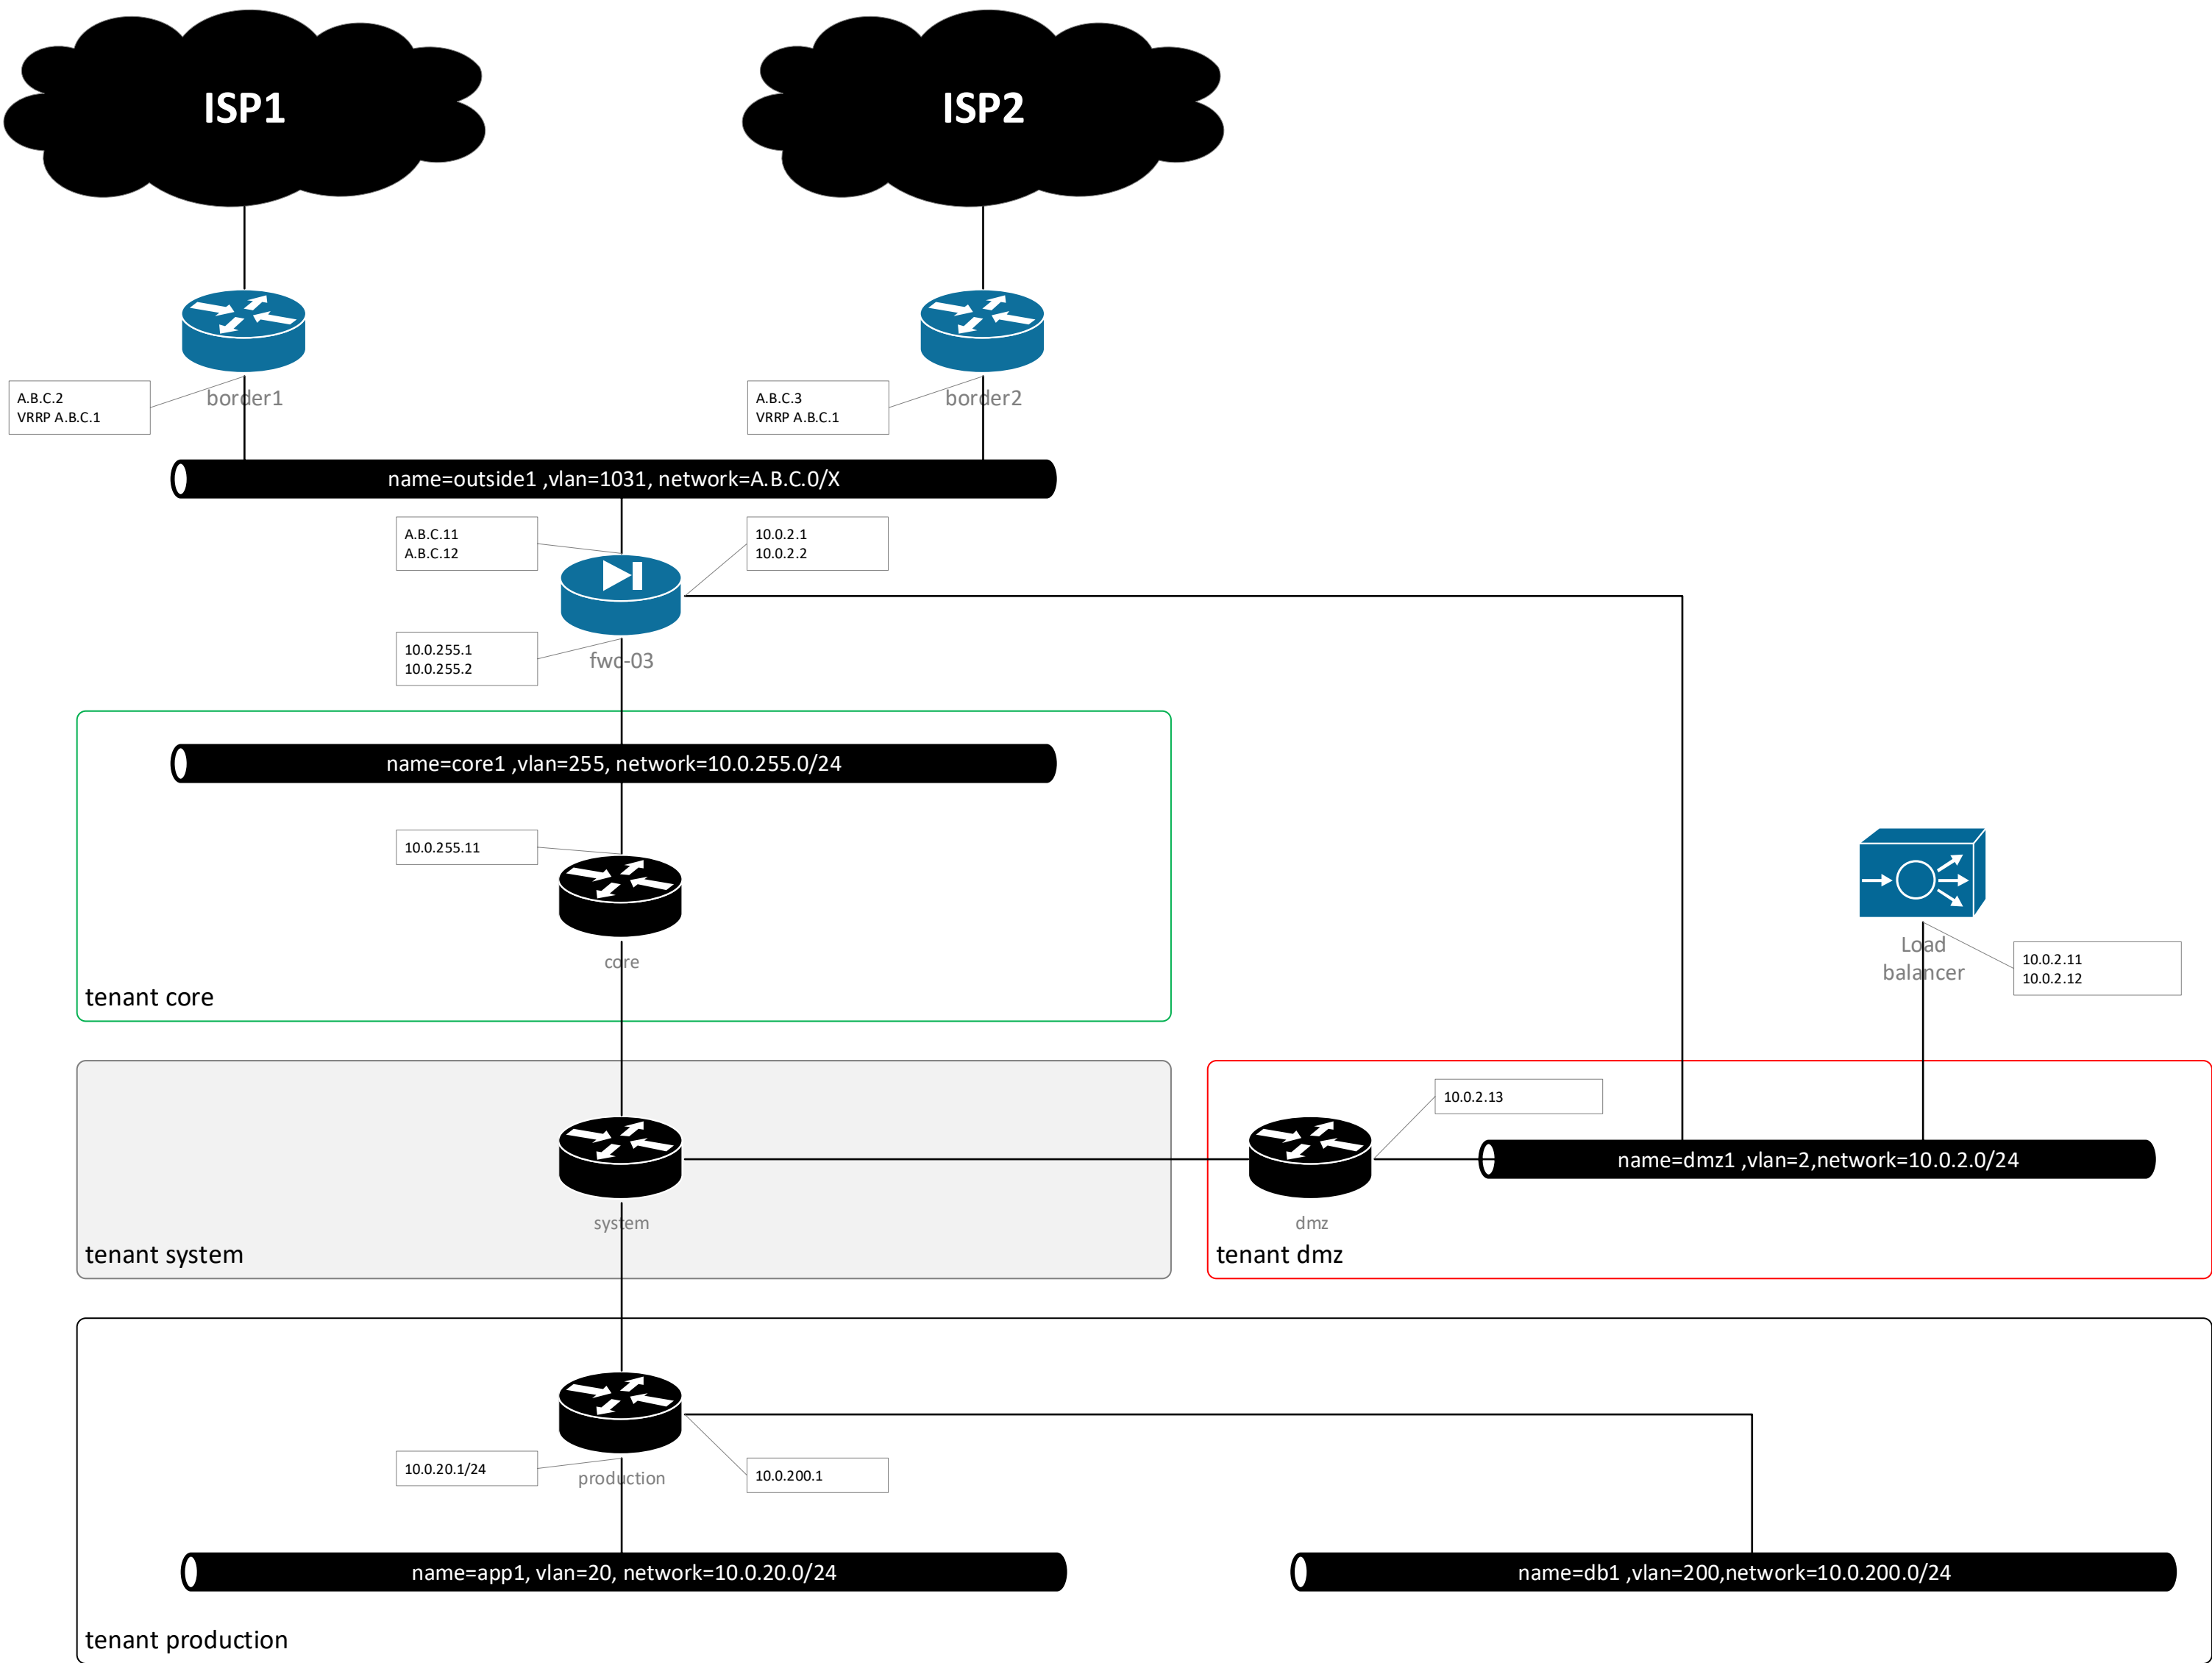 ISP1
ISP2
border1
A.B.C.2
VRRP A.B.C.1
border2
A.B.C.3
VRRP A.B.C.1
name=outside1 ,vlan=1031, network=A.B.C.0/X
A.B.C.11
A.B.C.12
10.0.2.1
10.0.2.2
10.0.255.1
10.0.255.2
fwc-03
name=core1 ,vlan=255, network=10.0.255.0/24
10.0.255.11
core
tenant core
Load
balancer
10.0.2.11
10.0.2.12
system
tenant system
10.0.2.13
name=dmz1 ,vlan=2,network=10.0.2.0/24
dmz
tenant dmz
10.0.20.1/24
production
10.0.200.1
name=app1, vlan=20, network=10.0.20.0/24
name=db1 ,vlan=200,network=10.0.200.0/24
tenant production